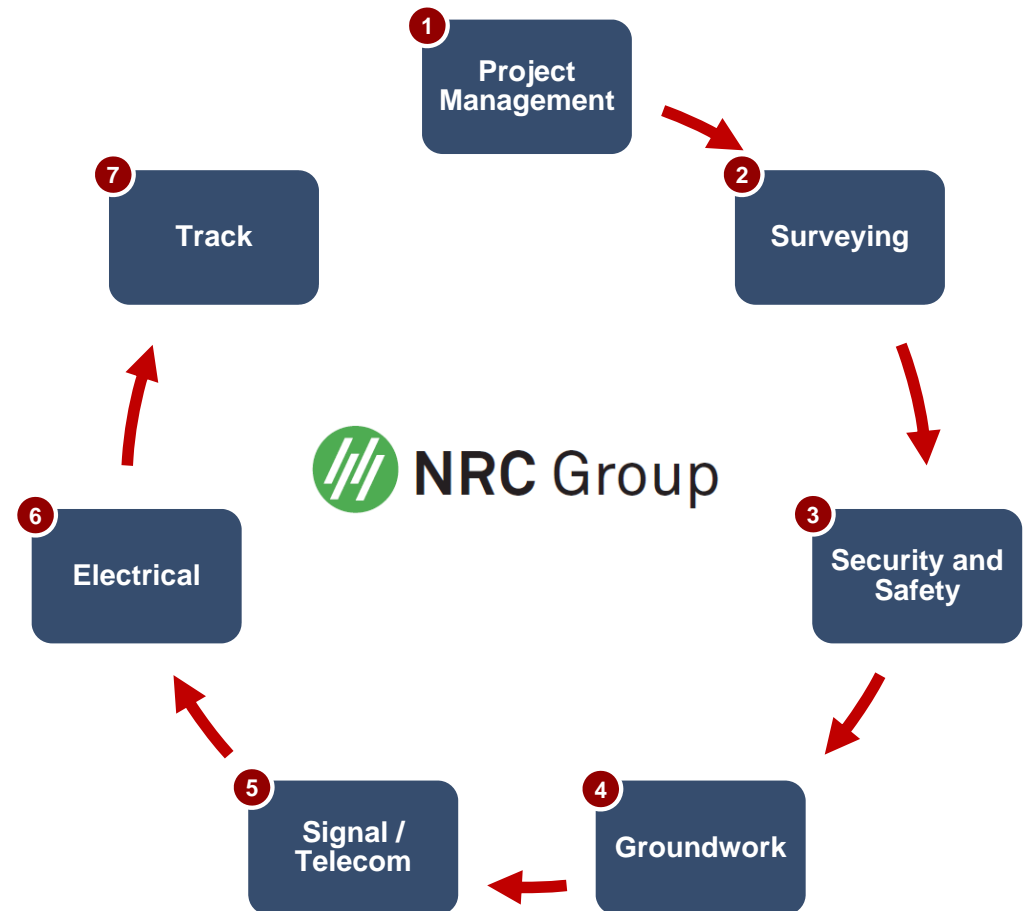 1
Project
Management
2
Surveying
3
Security and
Safety
4
Groundwork
5
Signal /
Telecom
6
Electrical
7
Track
NRC Group